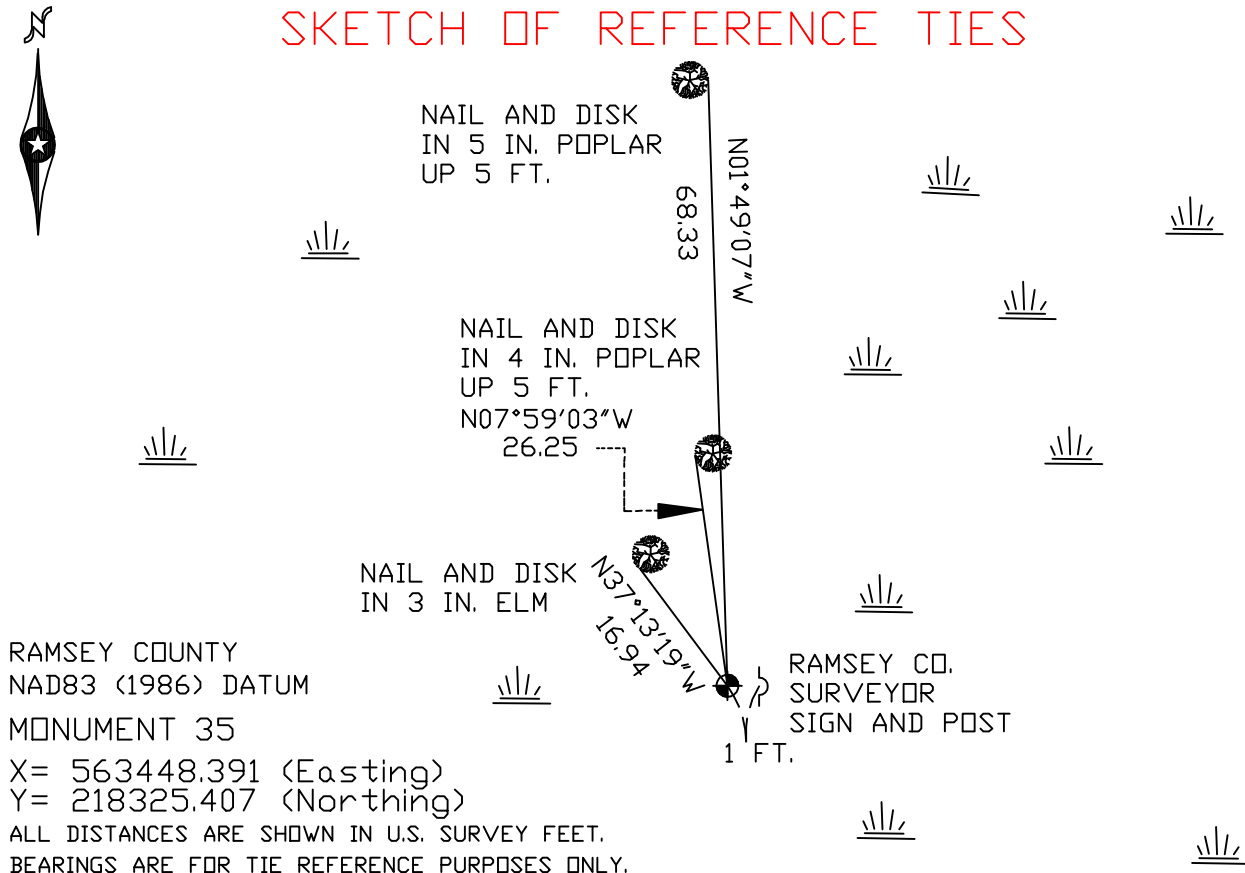 N
SKETCH OF REFERENCE TIES
NAIL AND DISK
IN 5 IN. POPLAR
UP 5 FT.
N01°49'07"W
68.33
NAIL AND DISK
IN 4 IN. POPLAR
UP 5 FT.
N07°59'03"W
26.25
NAIL AND DISK
IN 3 IN. ELM
N37°13'19"W
16.94
RAMSEY CO.
SURVEYOR
SIGN AND POST
1 FT.
RAMSEY COUNTY
NAD83 (1986) DATUM
MONUMENT 35
X= 563448.391 (Easting)
Y= 218325.407 (Northing)
ALL DISTANCES ARE SHOWN IN U.S. SURVEY FEET.
BEARINGS ARE FOR TIE REFERENCE PURPOSES ONLY.